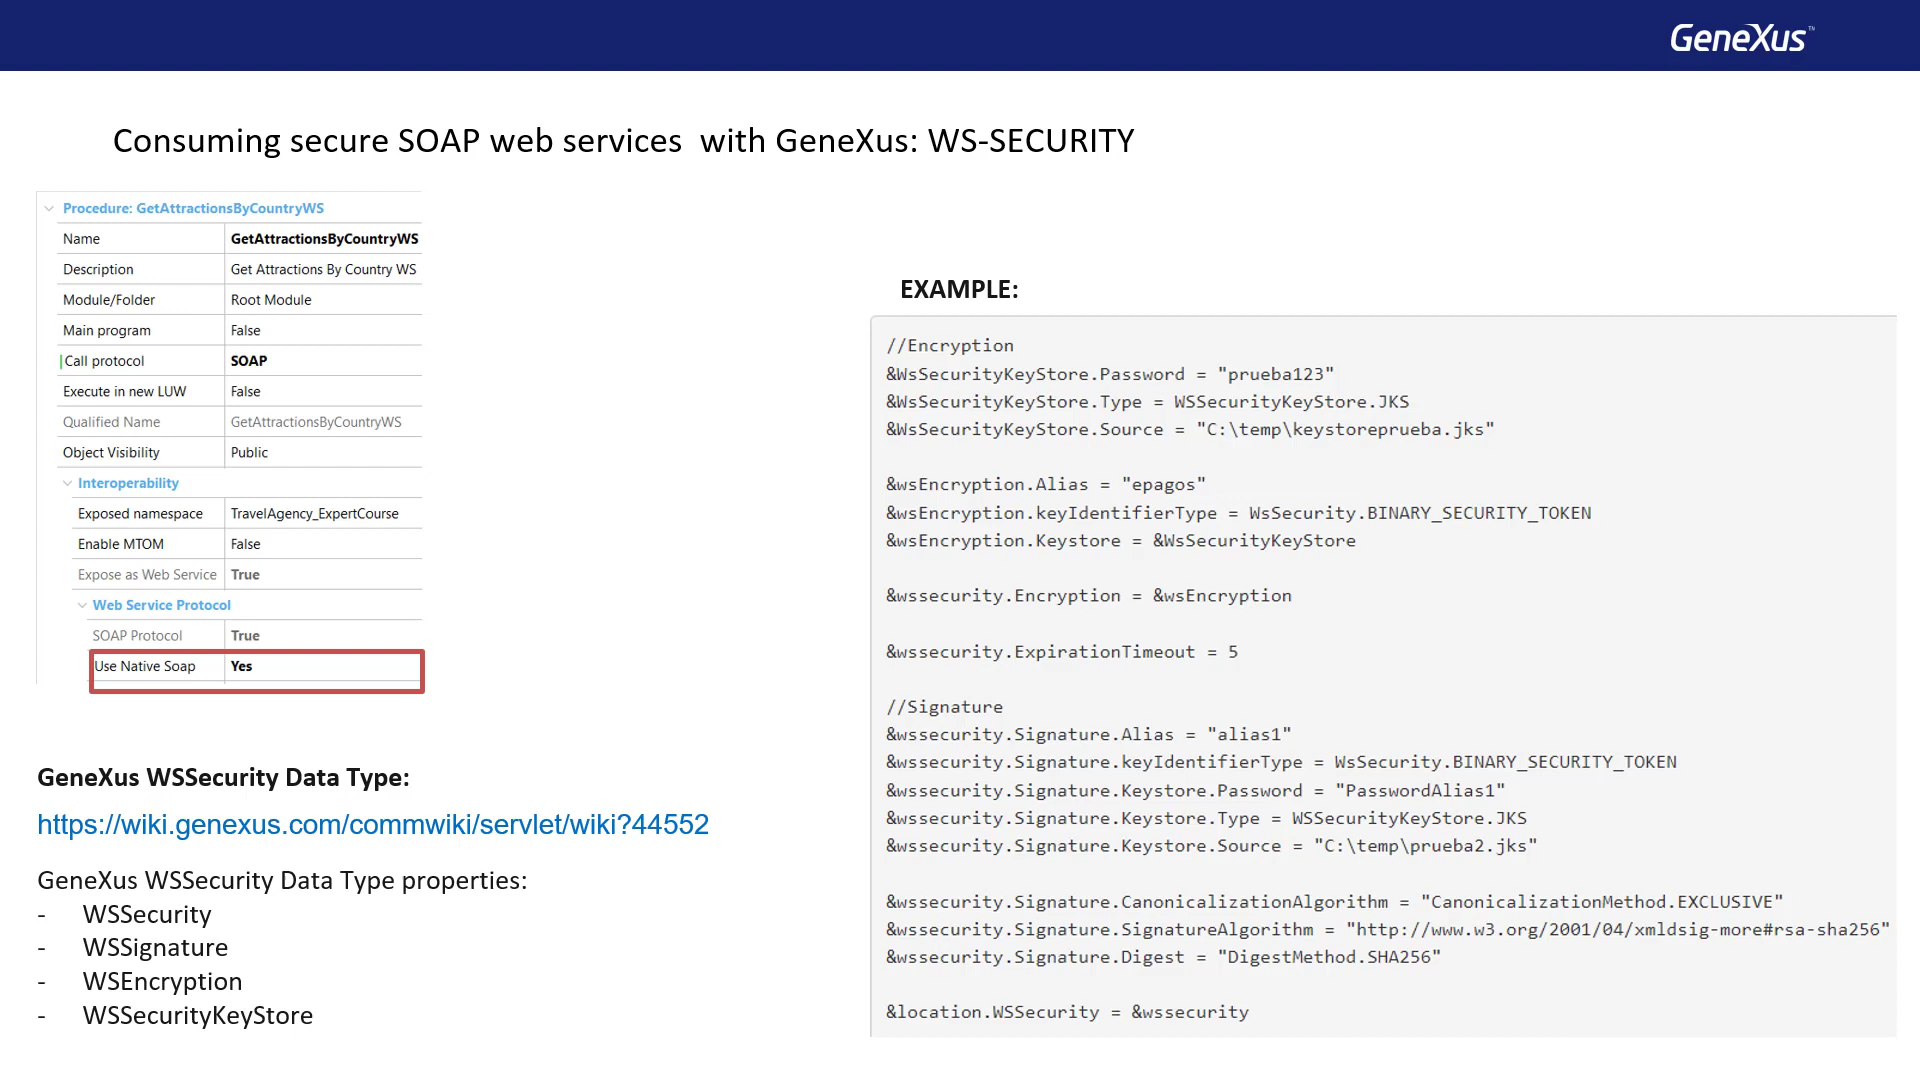 GeneXus™
Consuming secure SOAP web services with GeneXus: WS-SECURITY
Procedure: GetAttractionsByCountryWS
Name GetAttractionsByCountryWS
Description Get Attractions By Country WS
Module/Folder Root Module
Main program False
Call protocol SOAP
Execute in new LUW False
Qualified Name GetAttractionsByCountryWS
Object Visibility Public
Interoperability
Exposed namespace TravelAgency_ExpertCourse
Enable MTOM False
Expose as Web Service True
Web Service Protocol
SOAP Protocol True
Use Native Soap Yes
GeneXus WSSecurity Data Type:
https://wiki.genexus.com/commwiki/servlet/wiki?44552
GeneXus WSSecurity Data Type properties:
- WSSecurity
- WSSignature
- WSEncryption
- WSSecurityKeyStore
EXAMPLE:
//Encryption
&WsSecurityKeyStore.Password = "prueba123"
&WsSecurityKeyStore.Type = WSSecurityKeyStore.JKS
&WsSecurityKeyStore.Source = "C:\temp\keystoreprueba.jks"
&wsEncryption.Alias = "epagos"
&wsEncryption.keyIdentifierType = WsSecurity.BINARY_SECURITY_TOKEN
&wsEncryption.Keystore = &WsSecurityKeyStore
&wssecurity.Encryption = &wsEncryption
&wssecurity.ExpirationTimeout = 5
//Signature
&wssecurity.Signature.Alias = "alias1"
&wssecurity.Signature.keyIdentifierType = WsSecurity.BINARY_SECURITY_TOKEN
&wssecurity.Signature.Keystore.Password = "PasswordAlias1"
&wssecurity.Signature.Keystore.Type = WSSecurityKeyStore.JKS
&wssecurity.Signature.Keystore.Source = "C:\temp\prueba2.jks"
&wssecurity.Signature.CanonicalizationAlgorithm = "CanonicalizationMethod.EXCLUSIVE"
&wssecurity.Signature.SignatureAlgorithm = "http://www.w3.org/2001/04/xmldsig-more#rsa-sha256"
&wssecurity.Signature.Digest = "DigestMethod.SHA256"
&location.WSSecurity = &wssecurity